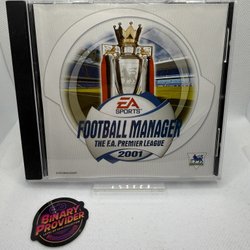 EA
SPORTS
FOOTBALL MANAGER
THE F.A. PREMIER LEAGUE
2001
BINARY
PROVIDER